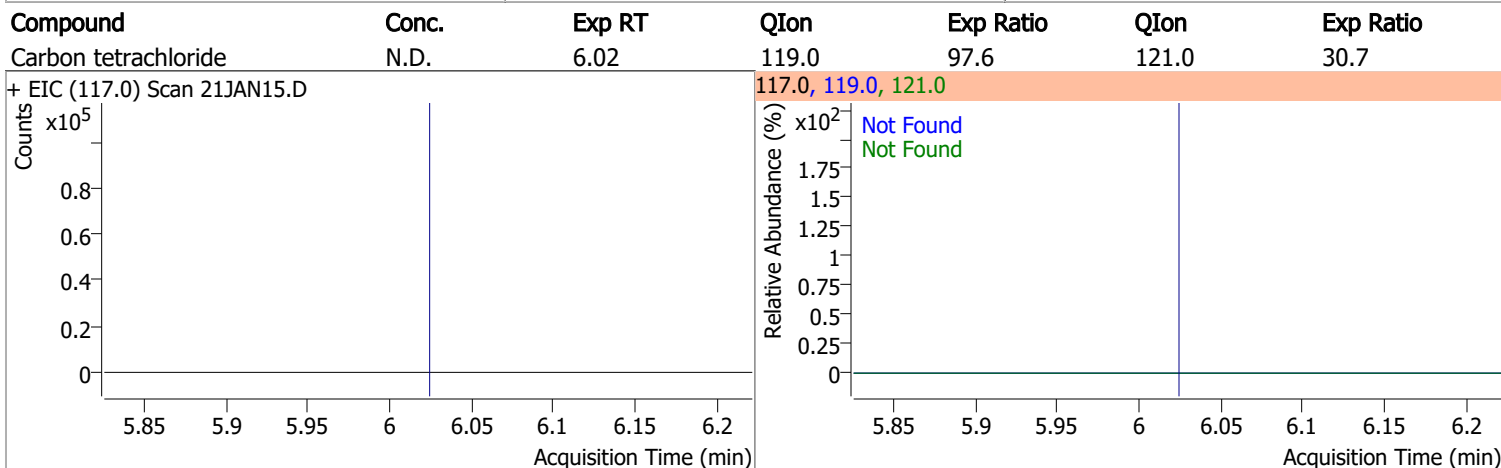 Compound Conc. Exp RT QIon Exp Ratio QIon Exp Ratio
Carbon tetrachloride N.D. 6.02 119.0 97.6 121.0 30.7
+ EIC (117.0) Scan 21JAN15.D
Counts
x10^5
0.8
0.6
0.4
0.2
0
5.85 5.9 5.95 6 6.05 6.1 6.15 6.2
Acquisition Time (min)
117.0, 119.0, 121.0
Relative Abundance (%)
x10^2
Not Found
Not Found
1.75
1.5
1.25
1
0.75
0.5
0.25
0
5.85 5.9 5.95 6 6.05 6.1 6.15 6.2
Acquisition Time (min)